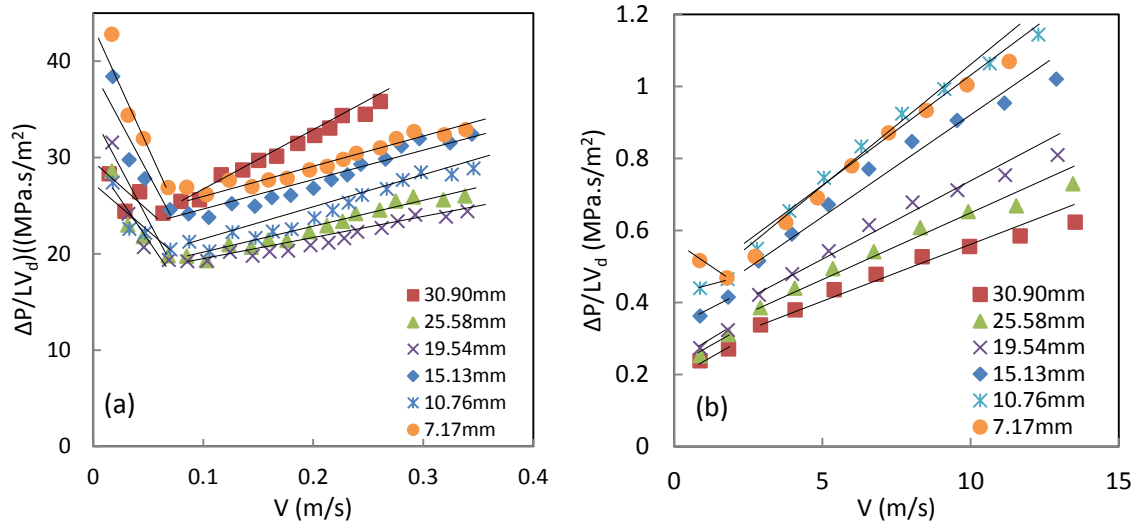 ΔP/LVd)((MPa.s/m²)
40
30
20
10
0
0
0.1
0.2
0.3
0.4
V (m/s)
(a)
30.90mm
25.58mm
19.54mm
15.13mm
10.76mm
7.17mm
ΔP/LVd (MPa.s/m²)
1.2
1
0.8
0.6
0.4
0.2
0
0
5
10
15
V (m/s)
(b)
30.90mm
25.58mm
19.54mm
15.13mm
10.76mm
7.17mm